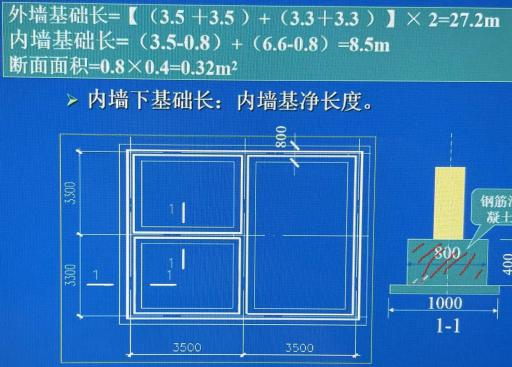 外墙基础长=【（3.5＋3.5）+（3.3+3.3）】× 2=27.2m
内墙基础长=（3.5-0.8）+（6.6-0.8）=8.5m
断面面积=0.8×0.4=0.32m²
➢ 内墙下基础长：内墙基净长度。
800
3300
3300
1
1
1
1
3500
3500
钢筋
凝土
800
400
1000
1-1